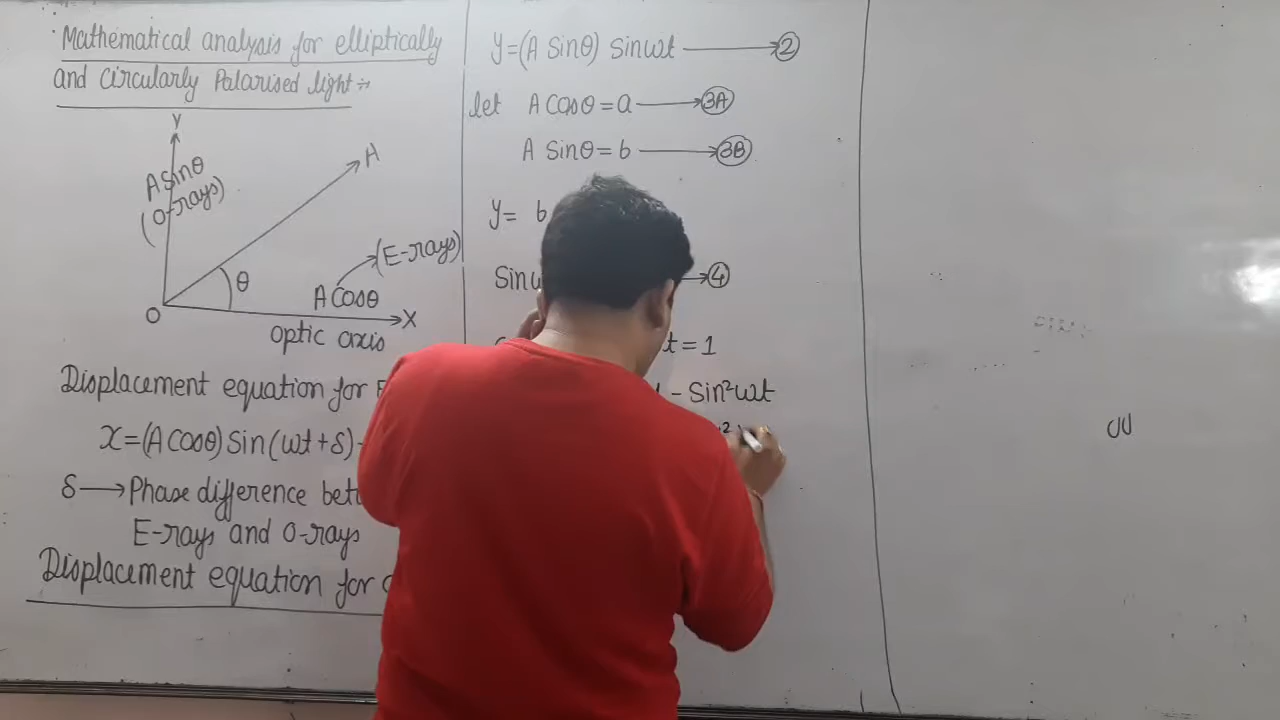 Mathematical analysis for elliptically
and Circularly Polarised light :-
Y
A
A sinθ
(O-rays)
(E-rays)
θ
A Cosθ
O
X
optic axis
Displacement equation for
x=(A Cosθ) Sin(ωt+δ)
δ → Phase difference
E-rays and O-rays
Displacement equation for
Y=(A Sinθ) Sinωt → 2
let A Cosθ = a → 3A
A Sinθ = b → 3B
Y= b
→ 4
t = 1
- Sin²ωt